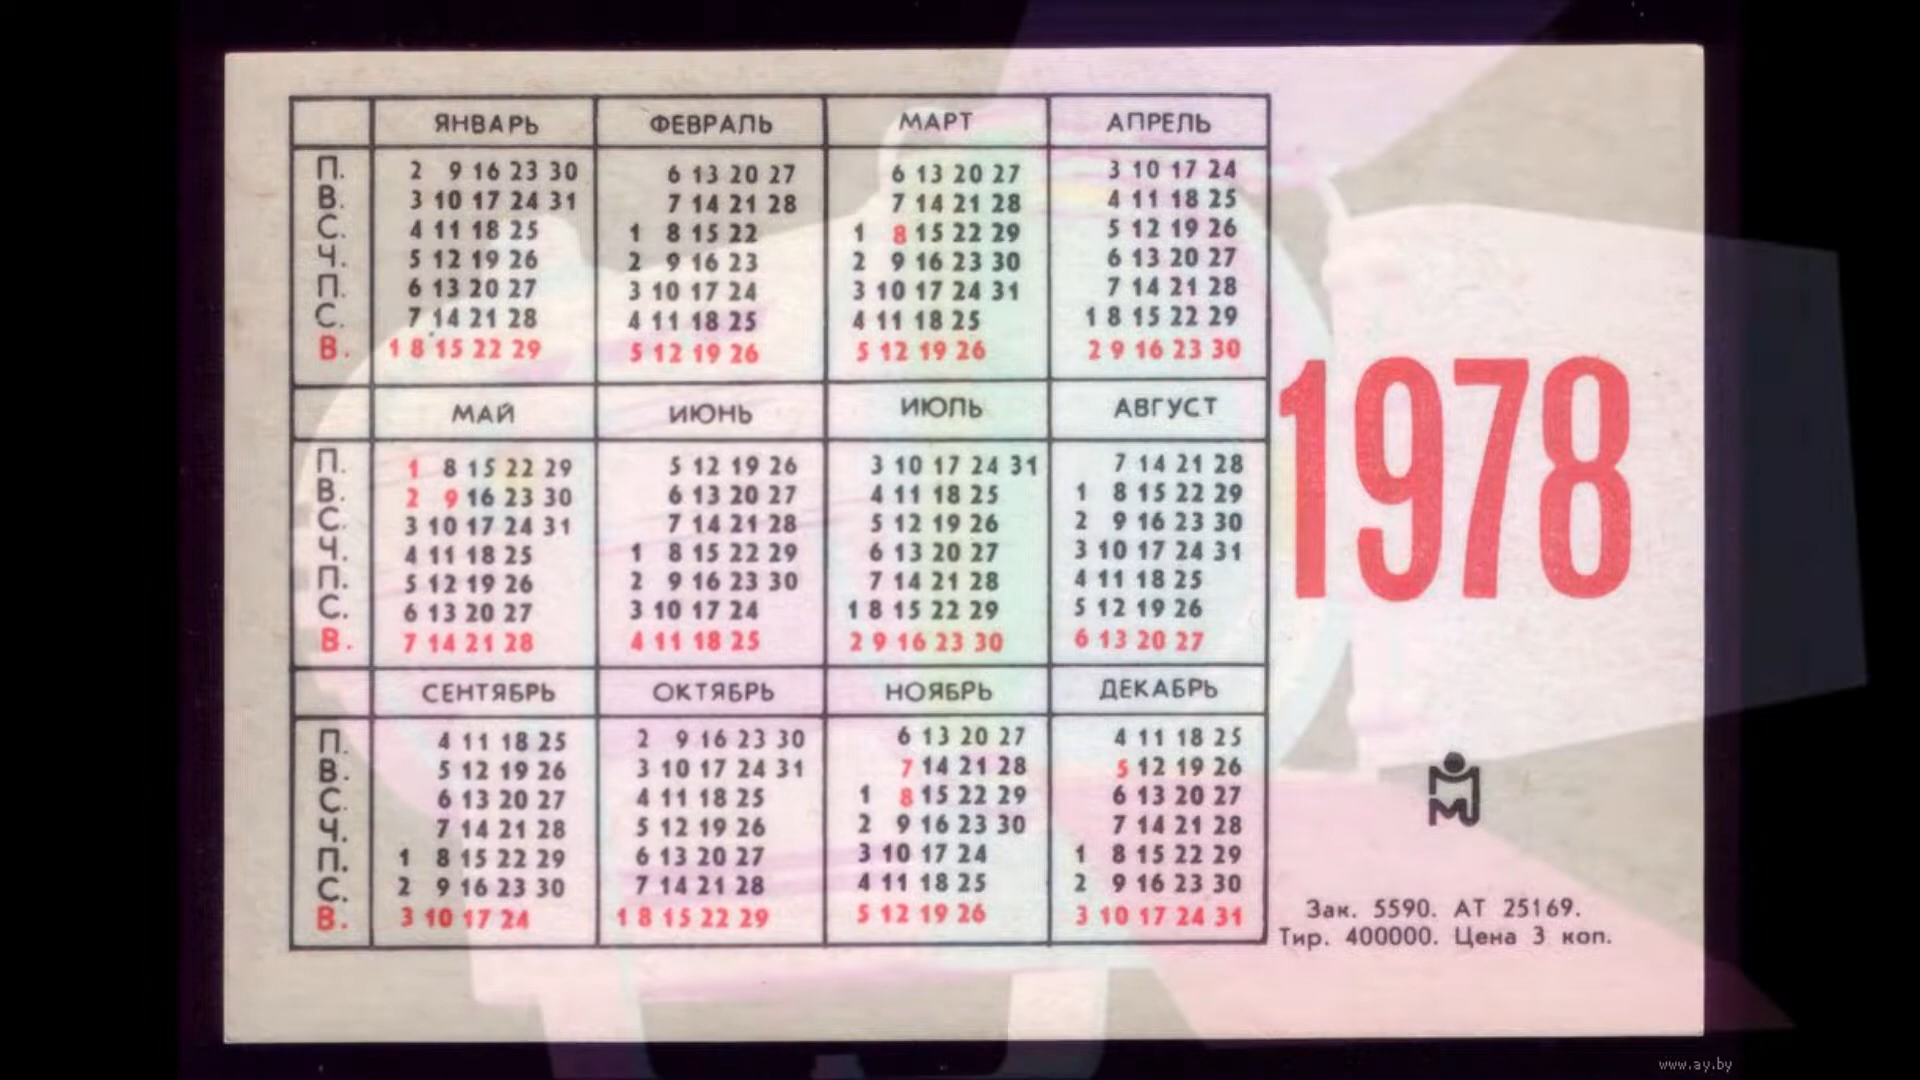 ЯНВАРЬ ФЕВРАЛЬ МАРТ АПРЕЛЬ
П. 2 9 16 23 30 6 13 20 27 6 13 20 27 3 10 17 24
В. 3 10 17 24 31 7 14 21 28 7 14 21 28 4 11 18 25
С. 4 11 18 25 1 8 15 22 1 8 15 22 29 5 12 19 26
Ч. 5 12 19 26 2 9 16 23 2 9 16 23 30 6 13 20 27
П. 6 13 20 27 3 10 17 24 3 10 17 24 31 7 14 21 28
С. 7 14 21 28 4 11 18 25 4 11 18 25 1 8 15 22 29
В. 1 8 15 22 29 5 12 19 26 5 12 19 26 2 9 16 23 30
МАЙ ИЮНЬ ИЮЛЬ АВГУСТ
П. 1 8 15 22 29 5 12 19 26 3 10 17 24 31 7 14 21 28
В. 2 9 16 23 30 6 13 20 27 4 11 18 25 1 8 15 22 29
С. 3 10 17 24 31 7 14 21 28 5 12 19 26 2 9 16 23 30
Ч. 4 11 18 25 1 8 15 22 29 6 13 20 27 3 10 17 24 31
П. 5 12 19 26 2 9 16 23 30 7 14 21 28 4 11 18 25
С. 6 13 20 27 3 10 17 24 1 8 15 22 29 5 12 19 26
В. 7 14 21 28 4 11 18 25 2 9 16 23 30 6 13 20 27
1978
СЕНТЯБРЬ ОКТЯБРЬ НОЯБРЬ ДЕКАБРЬ
П. 4 11 18 25 2 9 16 23 30 6 13 20 27 4 11 18 25
В. 5 12 19 26 3 10 17 24 31 7 14 21 28 5 12 19 26
С. 6 13 20 27 4 11 18 25 1 8 15 22 29 6 13 20 27
Ч. 7 14 21 28 5 12 19 26 2 9 16 23 30 7 14 21 28
П. 1 8 15 22 29 6 13 20 27 3 10 17 24 1 8 15 22 29
С. 2 9 16 23 30 7 14 21 28 4 11 18 25 2 9 16 23 30
В. 3 10 17 24 1 8 15 22 29 5 12 19 26 3 10 17 24 31
Зак. 5590. АТ 25169.
Тир. 400000. Цена 3 коп.
www.ay.by